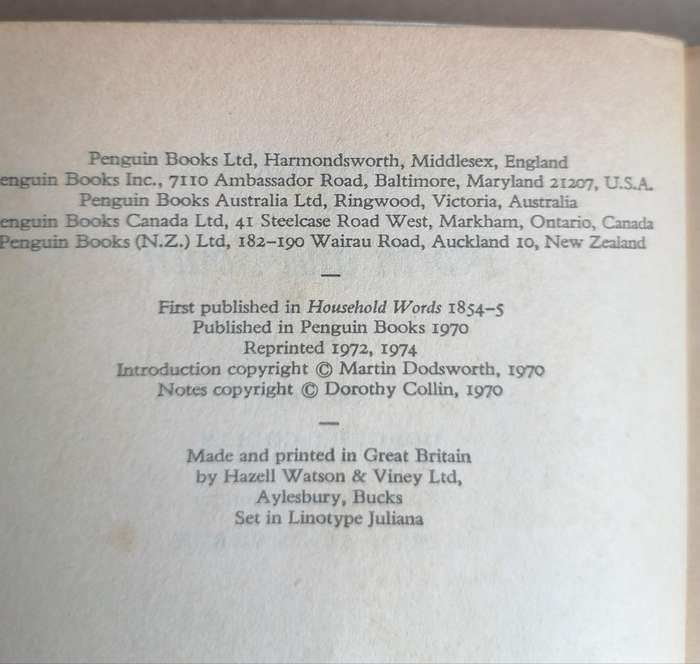 Penguin Books Ltd, Harmondsworth, Middlesex, England
enguin Books Inc., 7110 Ambassador Road, Baltimore, Maryland 21207, U.S.A.
Penguin Books Australia Ltd, Ringwood, Victoria, Australia
enguin Books Canada Ltd, 41 Steelcase Road West, Markham, Ontario, Canada
Penguin Books (N.Z.) Ltd, 182–190 Wairau Road, Auckland 10, New Zealand
—
First published in Household Words 1854–5
Published in Penguin Books 1970
Reprinted 1972, 1974
Introduction copyright © Martin Dodsworth, 1970
Notes copyright © Dorothy Collin, 1970
—
Made and printed in Great Britain
by Hazell Watson & Viney Ltd,
Aylesbury, Bucks
Set in Linotype Juliana